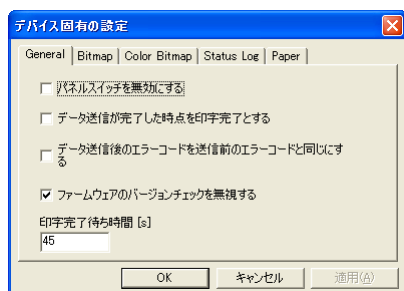 デバイス固有の設定
General Bitmap Color Bitmap Status Log Paper
パネルスイッチを無効にする
データ送信が完了した時点を印字完了とする
データ送信後のエラーコードを送信前のエラーコードと同じにす
る
ファームウェアのバージョンチェックを無視する
印字完了待ち時間 [s]
45
OK キャンセル 適用(A)